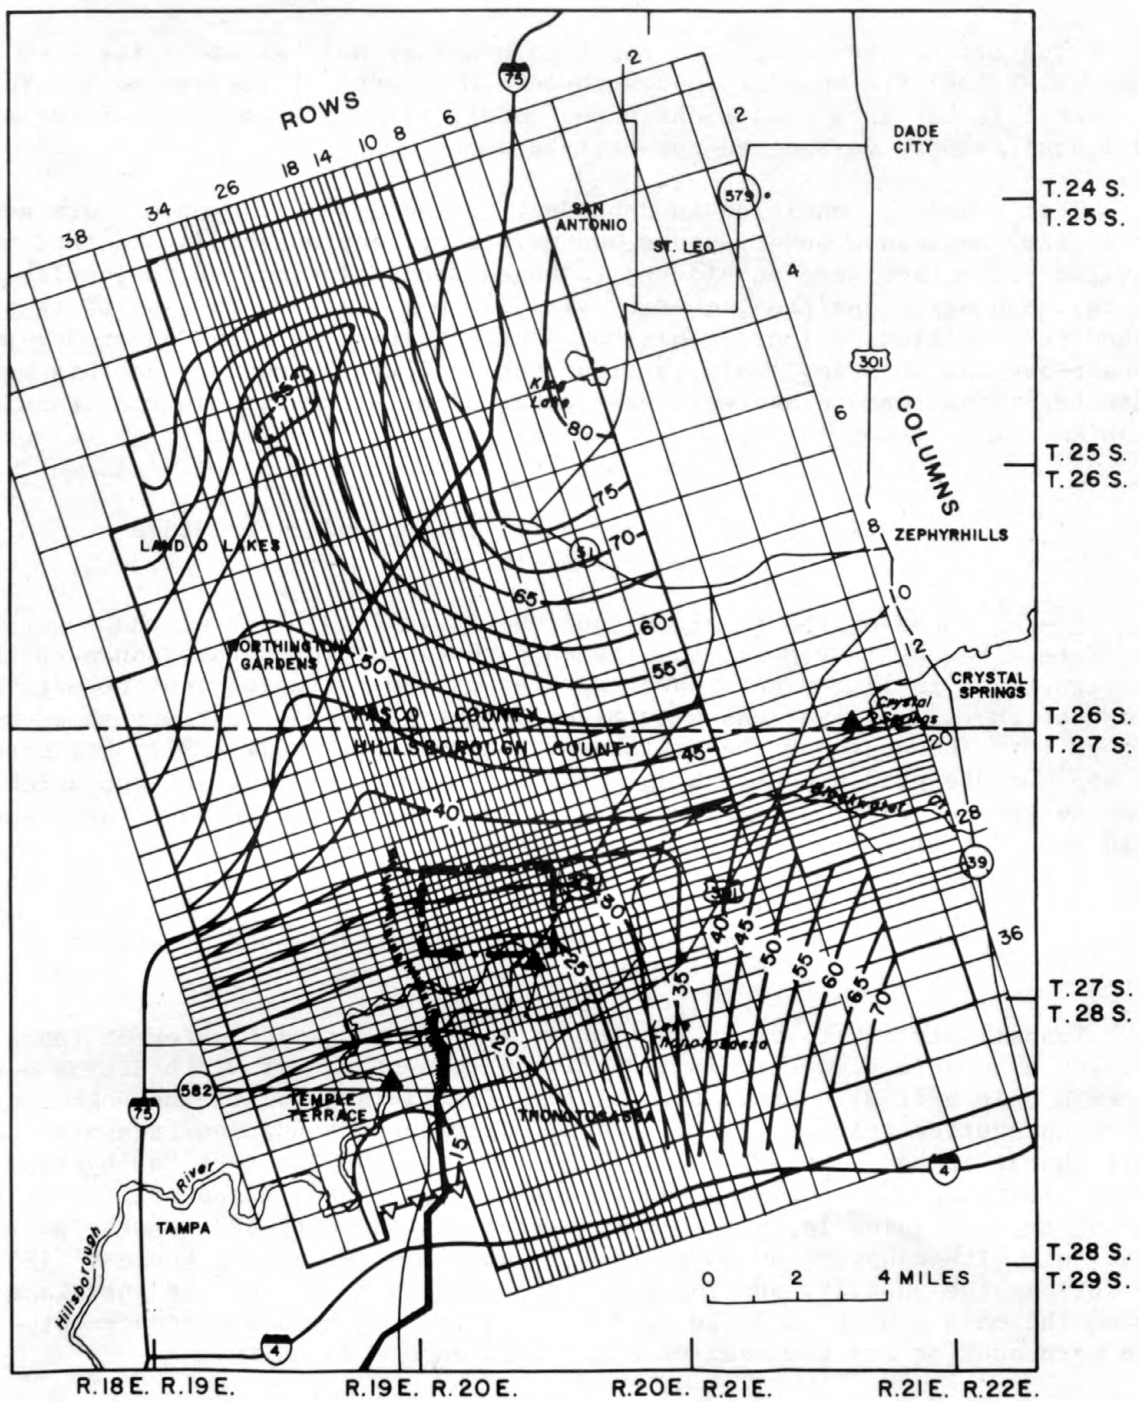 ROWS
38
34
26
18
14
10
8
6
2
75
2
579
DADE
CITY
T.24 S.
T.25 S.
SAN
ANTONIO
ST. LEO
4
301
King
Lake
80
6
COLUMNS
T.25 S.
T.26 S.
75
70
8
ZEPHYRHILLS
LAND O LAKES
65
60
10
WORTHINGTON
GARDENS
50
55
12
CRYSTAL
SPRINGS
Crystal
Springs
PASCO COUNTY
HILLSBOROUGH COUNTY
45
20
T.26 S.
T.27 S.
40
28
39
301
30
40
45
50
55
60
65
70
36
25
35
T.27 S.
T.28 S.
Lake
Thonotosassa
20
582
75
TEMPLE
TERRACE
THONOTOSASSA
15
4
River
Hillsborough
TAMPA
T.28 S.
T.29 S.
0 2 4 MILES
4
R.18 E. R.19 E.
R.19 E. R.20 E.
R.20 E. R.21 E.
R.21 E. R.22 E.